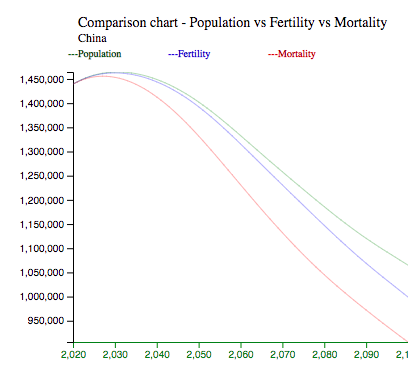 Comparison chart - Population vs Fertility vs Mortality
China
---Population ---Fertility ---Mortality
1,450,000
1,400,000
1,350,000
1,300,000
1,250,000
1,200,000
1,150,000
1,100,000
1,050,000
1,000,000
950,000
2,020 2,030 2,040 2,050 2,060 2,070 2,080 2,090 2,1